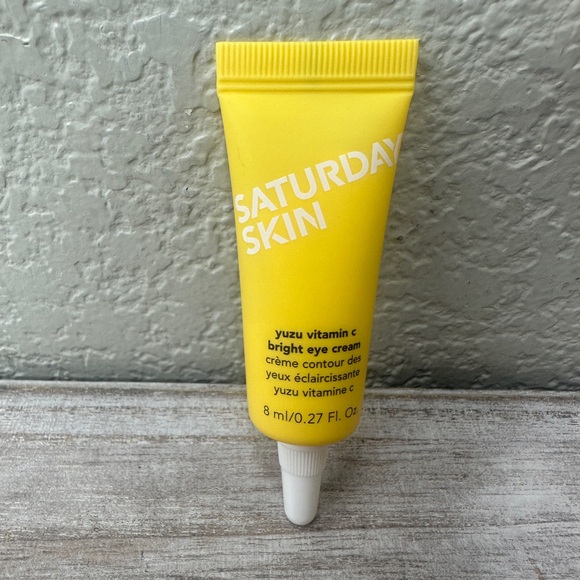 SATURDAY
SKIN
yuzu vitamin c
bright eye cream
crème contour des
yeux éclaircissante
yuzu vitamine c
8 ml/0.27 Fl. Oz.